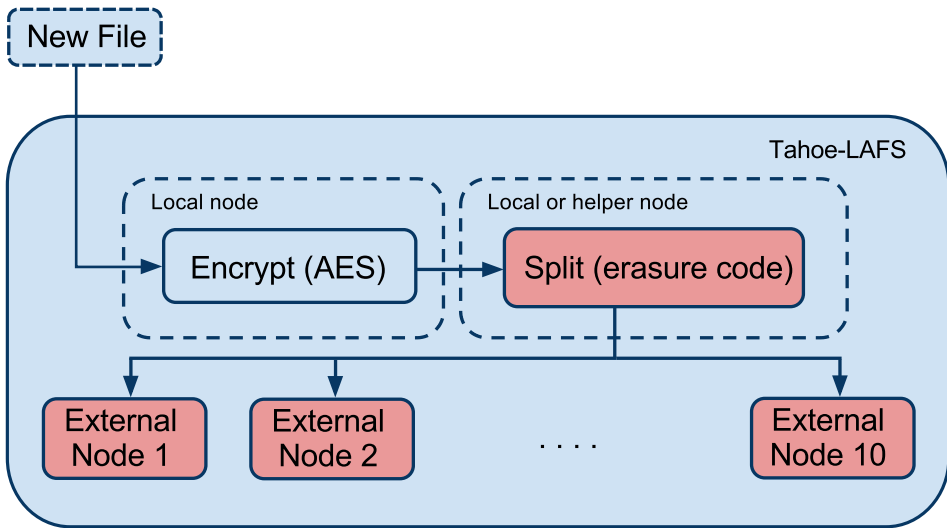 New File
Tahoe-LAFS
Local node
Local or helper node
Encrypt (AES)
Split (erasure code)
External
Node 1
External
Node 2
. . . .
External
Node 10